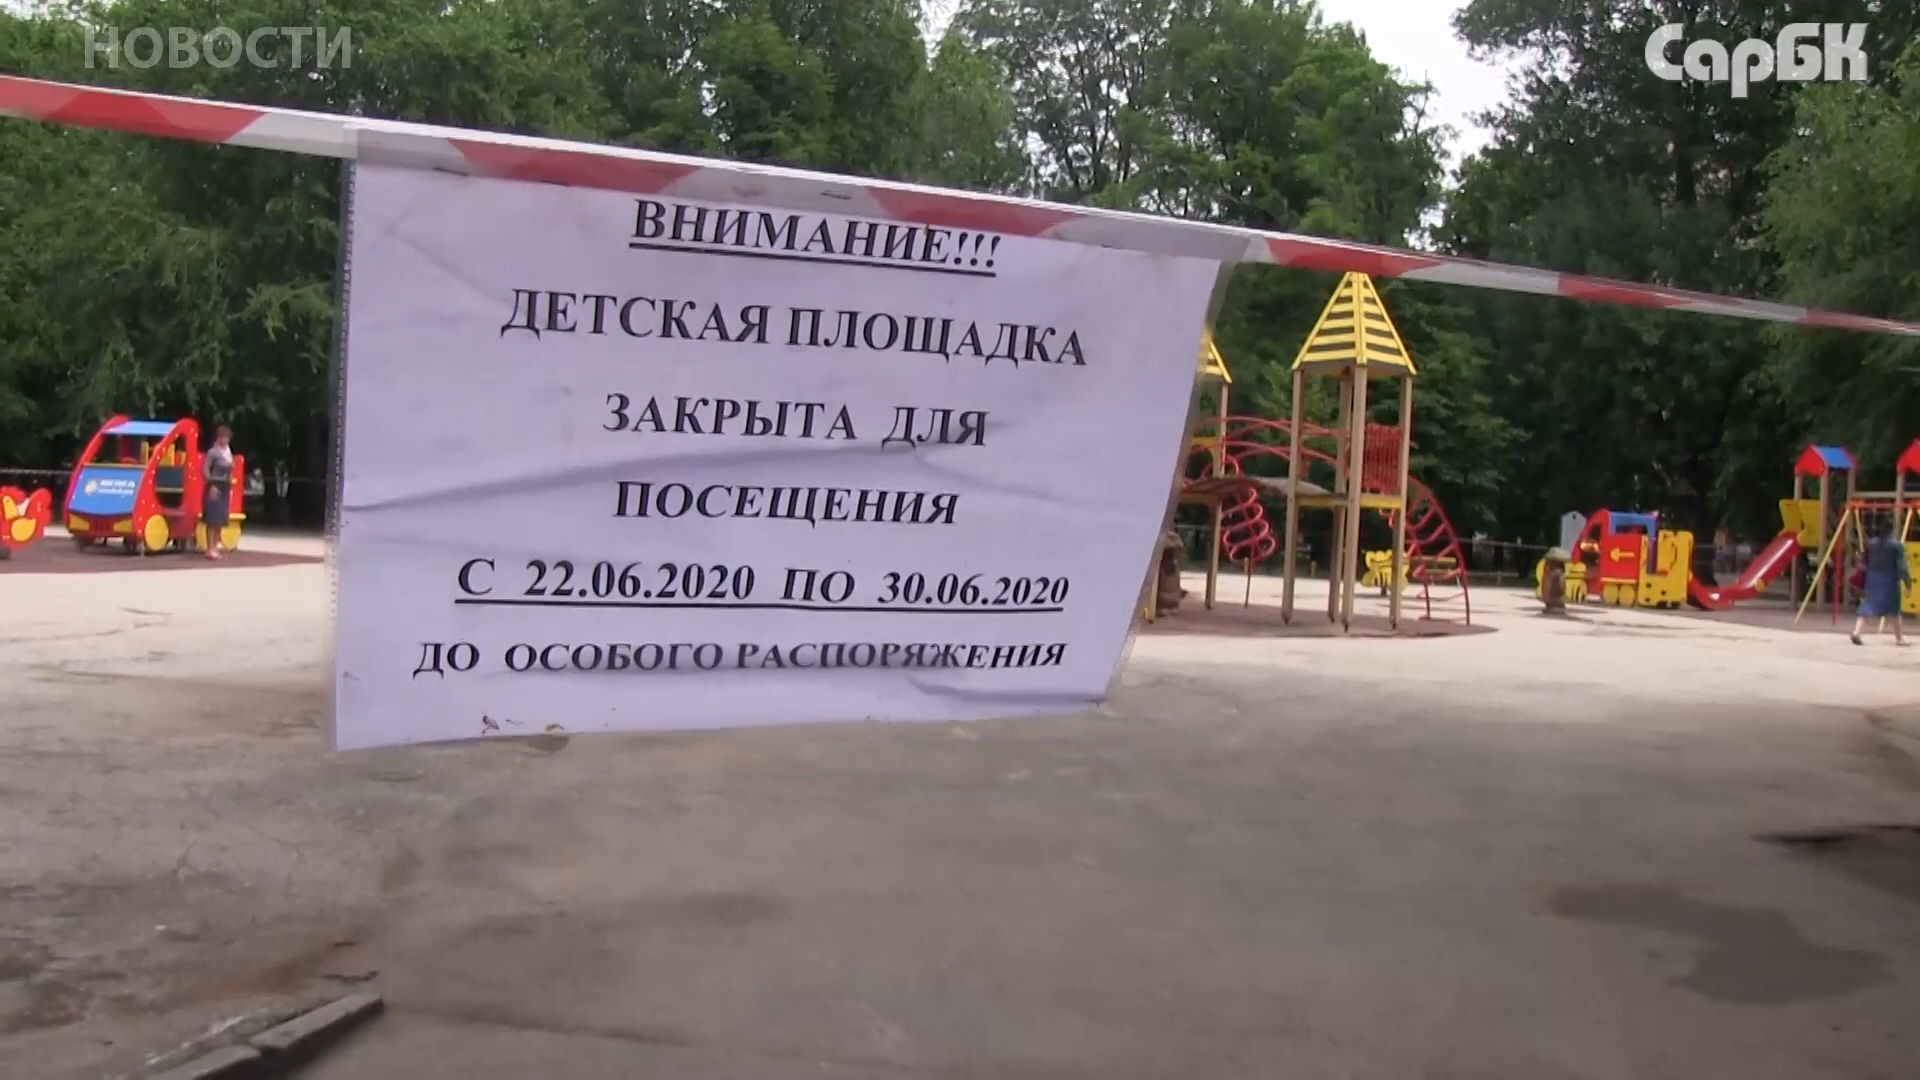 НОВОСТИ
СарБК
ВНИМАНИЕ!!!
ДЕТСКАЯ ПЛОЩАДКА
ЗАКРЫТА ДЛЯ
ПОСЕЩЕНИЯ
С 22.06.2020 ПО 30.06.2020
ДО ОСОБОГО РАСПОРЯЖЕНИЯ